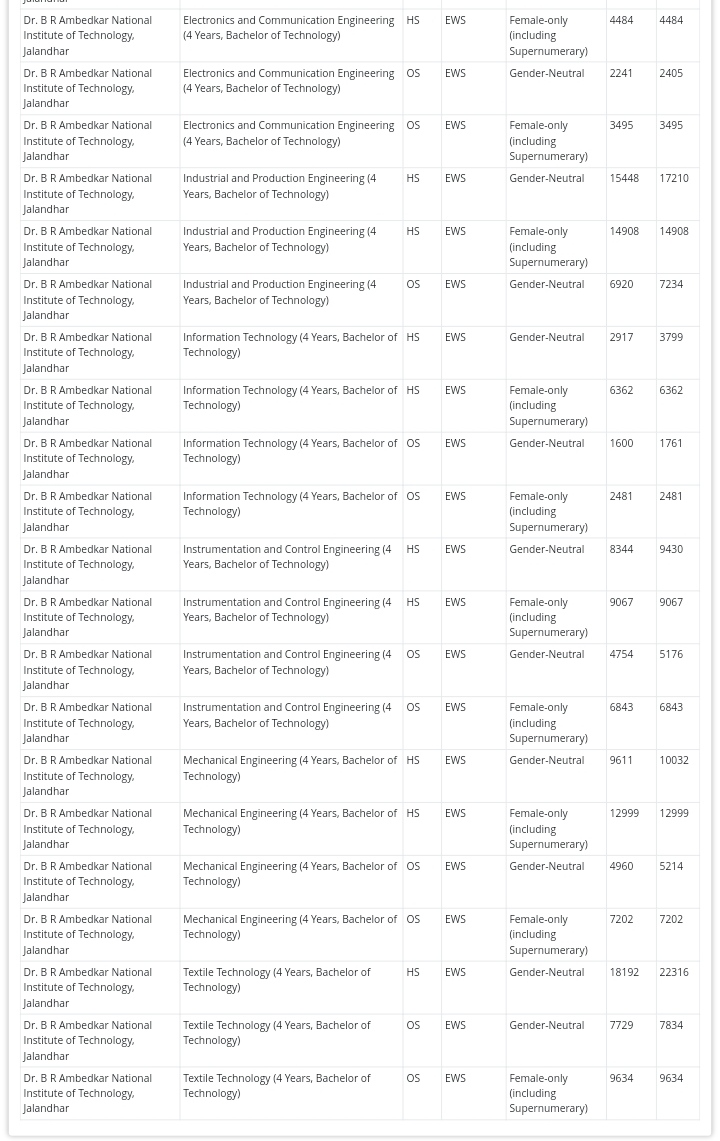 Jalandhar
Dr. B R Ambedkar National Electronics and Communication Engineering HS EWS Female-only 4484 4484
Institute of Technology, (4 Years, Bachelor of Technology) (including
Jalandhar Supernumerary)
Dr. B R Ambedkar National Electronics and Communication Engineering OS EWS Gender-Neutral 2241 2405
Institute of Technology, (4 Years, Bachelor of Technology)
Jalandhar
Dr. B R Ambedkar National Electronics and Communication Engineering OS EWS Female-only 3495 3495
Institute of Technology, (4 Years, Bachelor of Technology) (including
Jalandhar Supernumerary)
Dr. B R Ambedkar National Industrial and Production Engineering (4 HS EWS Gender-Neutral 15448 17210
Institute of Technology, Years, Bachelor of Technology)
Jalandhar
Dr. B R Ambedkar National Industrial and Production Engineering (4 HS EWS Female-only 14908 14908
Institute of Technology, Years, Bachelor of Technology) (including
Jalandhar Supernumerary)
Dr. B R Ambedkar National Industrial and Production Engineering (4 OS EWS Gender-Neutral 6920 7234
Institute of Technology, Years, Bachelor of Technology)
Jalandhar
Dr. B R Ambedkar National Information Technology (4 Years, Bachelor of HS EWS Gender-Neutral 2917 3799
Institute of Technology, Technology)
Jalandhar
Dr. B R Ambedkar National Information Technology (4 Years, Bachelor of HS EWS Female-only 6362 6362
Institute of Technology, Technology) (including
Jalandhar Supernumerary)
Dr. B R Ambedkar National Information Technology (4 Years, Bachelor of OS EWS Gender-Neutral 1600 1761
Institute of Technology, Technology)
Jalandhar
Dr. B R Ambedkar National Information Technology (4 Years, Bachelor of OS EWS Female-only 2481 2481
Institute of Technology, Technology) (including
Jalandhar Supernumerary)
Dr. B R Ambedkar National Instrumentation and Control Engineering (4 HS EWS Gender-Neutral 8344 9430
Institute of Technology, Years, Bachelor of Technology)
Jalandhar
Dr. B R Ambedkar National Instrumentation and Control Engineering (4 HS EWS Female-only 9067 9067
Institute of Technology, Years, Bachelor of Technology) (including
Jalandhar Supernumerary)
Dr. B R Ambedkar National Instrumentation and Control Engineering (4 OS EWS Gender-Neutral 4754 5176
Institute of Technology, Years, Bachelor of Technology)
Jalandhar
Dr. B R Ambedkar National Instrumentation and Control Engineering (4 OS EWS Female-only 6843 6843
Institute of Technology, Years, Bachelor of Technology) (including
Jalandhar Supernumerary)
Dr. B R Ambedkar National Mechanical Engineering (4 Years, Bachelor of HS EWS Gender-Neutral 9611 10032
Institute of Technology, Technology)
Jalandhar
Dr. B R Ambedkar National Mechanical Engineering (4 Years, Bachelor of HS EWS Female-only 12999 12999
Institute of Technology, Technology) (including
Jalandhar Supernumerary)
Dr. B R Ambedkar National Mechanical Engineering (4 Years, Bachelor of OS EWS Gender-Neutral 4960 5214
Institute of Technology, Technology)
Jalandhar
Dr. B R Ambedkar National Mechanical Engineering (4 Years, Bachelor of OS EWS Female-only 7202 7202
Institute of Technology, Technology) (including
Jalandhar Supernumerary)
Dr. B R Ambedkar National Textile Technology (4 Years, Bachelor of HS EWS Gender-Neutral 18192 22316
Institute of Technology, Technology)
Jalandhar
Dr. B R Ambedkar National Textile Technology (4 Years, Bachelor of OS EWS Gender-Neutral 7729 7834
Institute of Technology, Technology)
Jalandhar
Dr. B R Ambedkar National Textile Technology (4 Years, Bachelor of OS EWS Female-only 9634 9634
Institute of Technology, Technology) (including
Jalandhar Supernumerary)